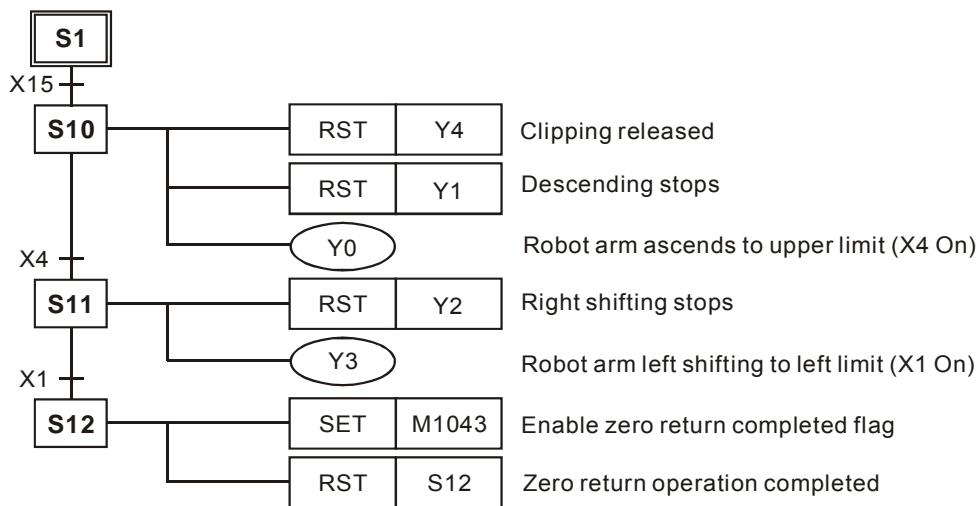 S1
X15
S10 RST Y4 Clipping released
RST Y1 Descending stops
Y0 Robot arm ascends to upper limit (X4 On)
X4
S11 RST Y2 Right shifting stops
Y3 Robot arm left shifting to left limit (X1 On)
X1
S12 SET M1043 Enable zero return completed flag
RST S12 Zero return operation completed